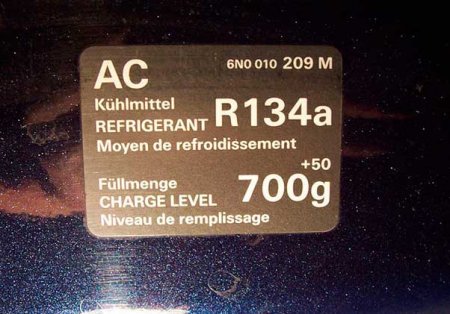 AC 6N0 010 209 M
Kühlmittel
REFRIGERANT R134a
Moyen de refroidissement
+50
Füllmenge
CHARGE LEVEL 700g
Niveau de remplissage